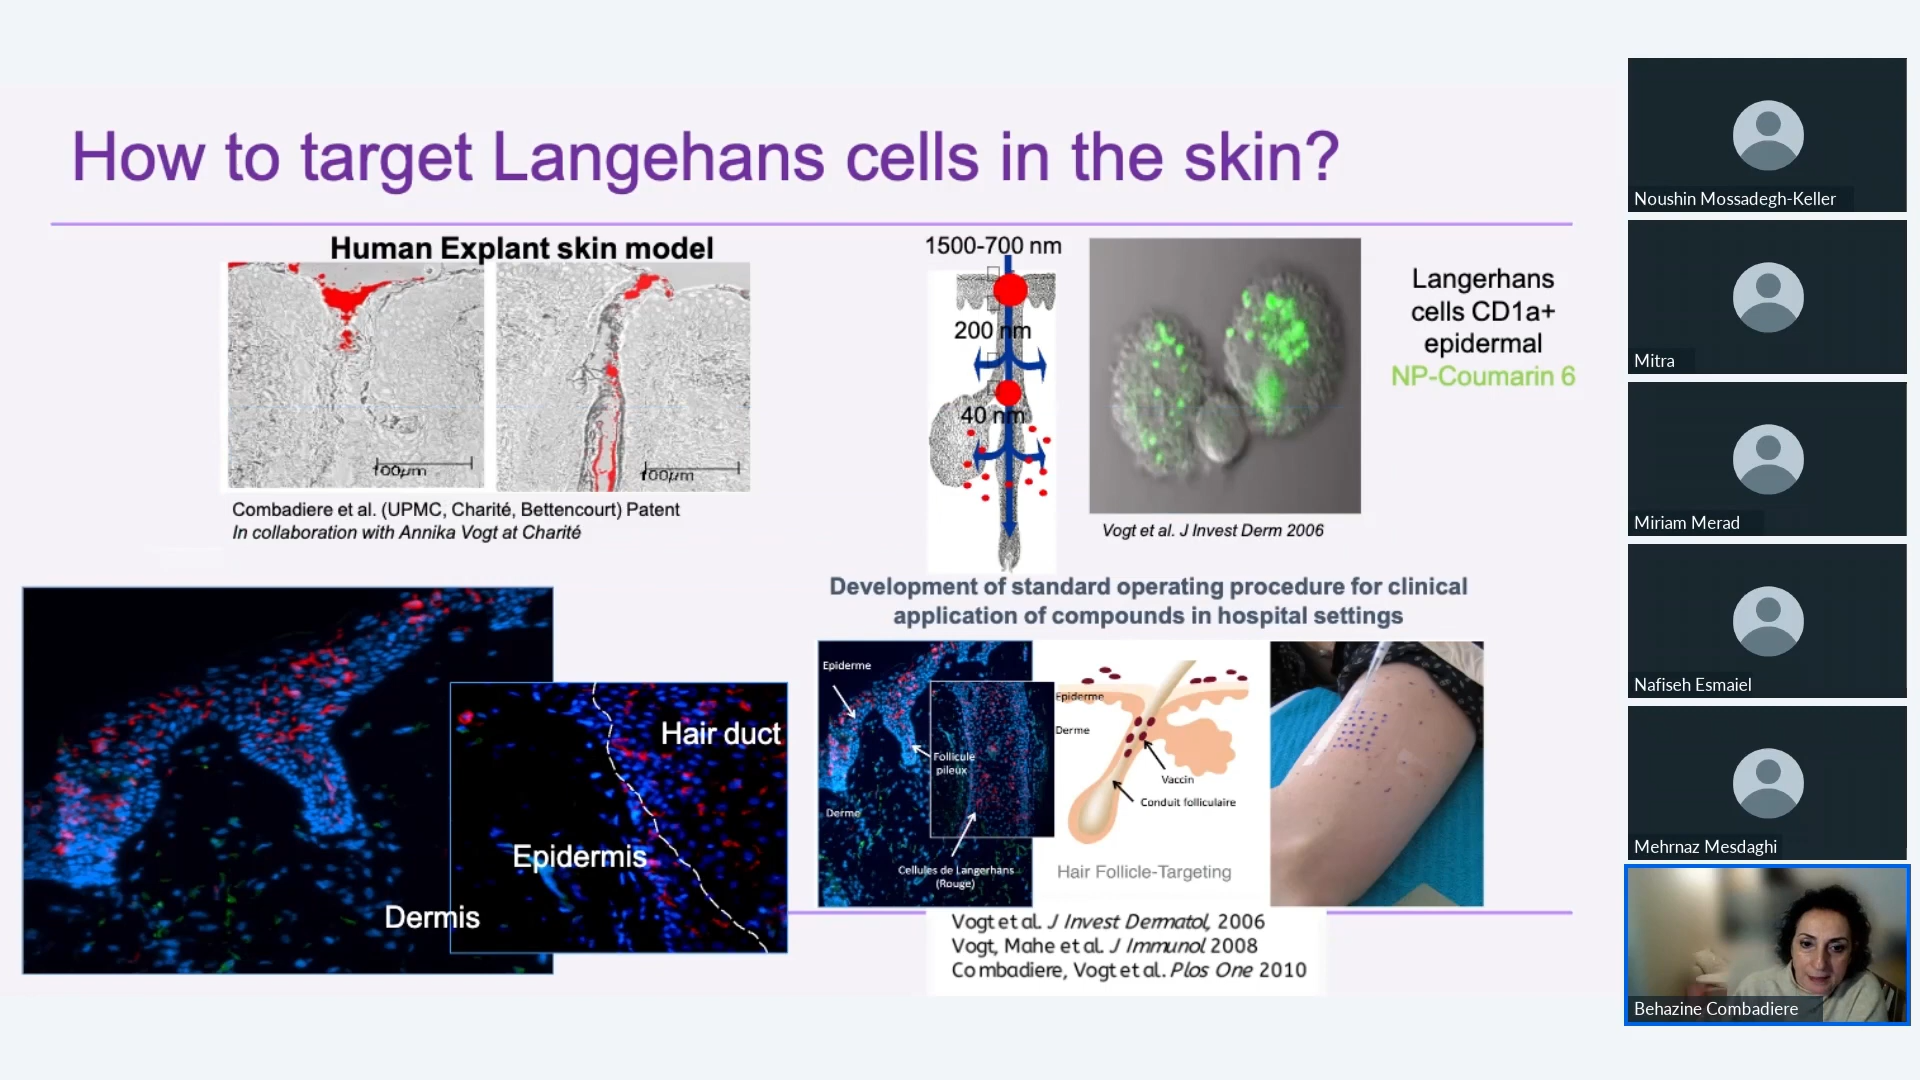 How to target Langehans cells in the skin?
Human Explant skin model
100µm
100µm
Combadiere et al. (UPMC, Charité, Bettencourt) Patent
In collaboration with Annika Vogt at Charité
1500-700 nm
200 nm
40 nm
Vogt et al. J Invest Derm 2006
Langerhans
cells CD1a+
epidermal
NP-Coumarin 6
Hair duct
Epidermis
Dermis
Development of standard operating procedure for clinical
application of compounds in hospital settings
Epiderme
Follicule
pileux
Derme
Cellules de Langerhans
(Rouge)
Epiderme
Derme
Vaccin
Conduit folliculaire
Hair Follicle-Targeting
Vogt et al. J Invest Dermatol, 2006
Vogt, Mahe et al. J Immunol 2008
Combadiere, Vogt et al. Plos One 2010
Noushin Mossadegh-Keller
Mitra
Miriam Merad
Nafiseh Esmaiel
Mehrnaz Mesdaghi
Behazine Combadiere